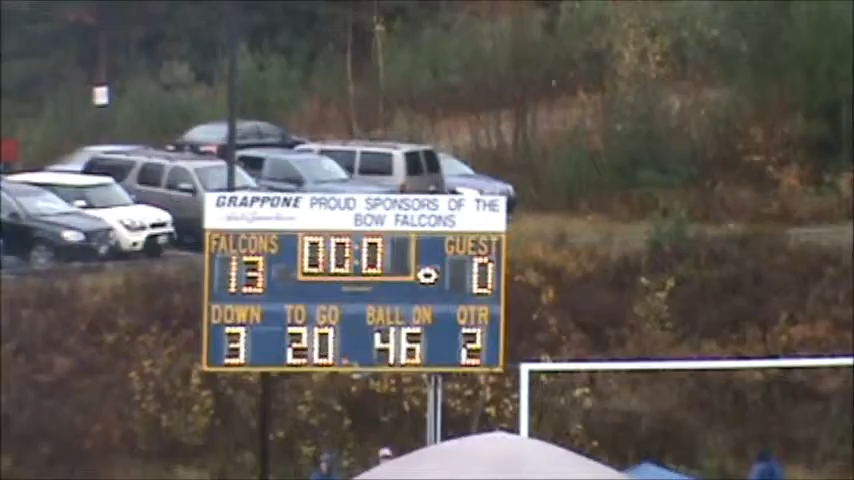 GRAPPONE PROUD SPONSORS OF THE
BOW FALCONS
FALCONS 00:0 GUEST
13 0
DOWN TO GO BALL ON QTR
3 20 46 2